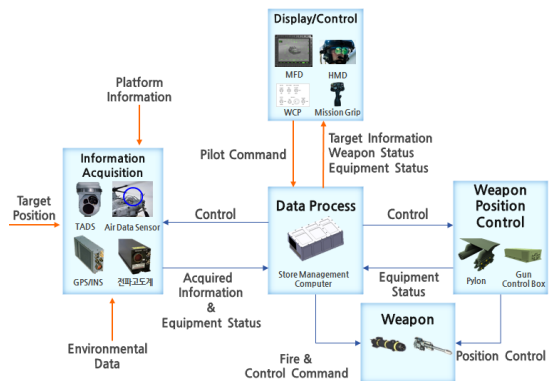 Display/Control
MFD
HMD
WCP
Mission Grip
Platform
Information
Pilot Command
Target Information
Weapon Status
Equipment Status
Information
Acquisition
TADS
Air Data Sensor
GPS/INS
전파고도계
Target
Position
Control
Data Process
Store Management
Computer
Control
Weapon
Position
Control
Pylon
Gun
Control Box
Acquired
Information
&
Equipment Status
Equipment
Status
Environmental
Data
Weapon
Fire &
Control Command
Position Control